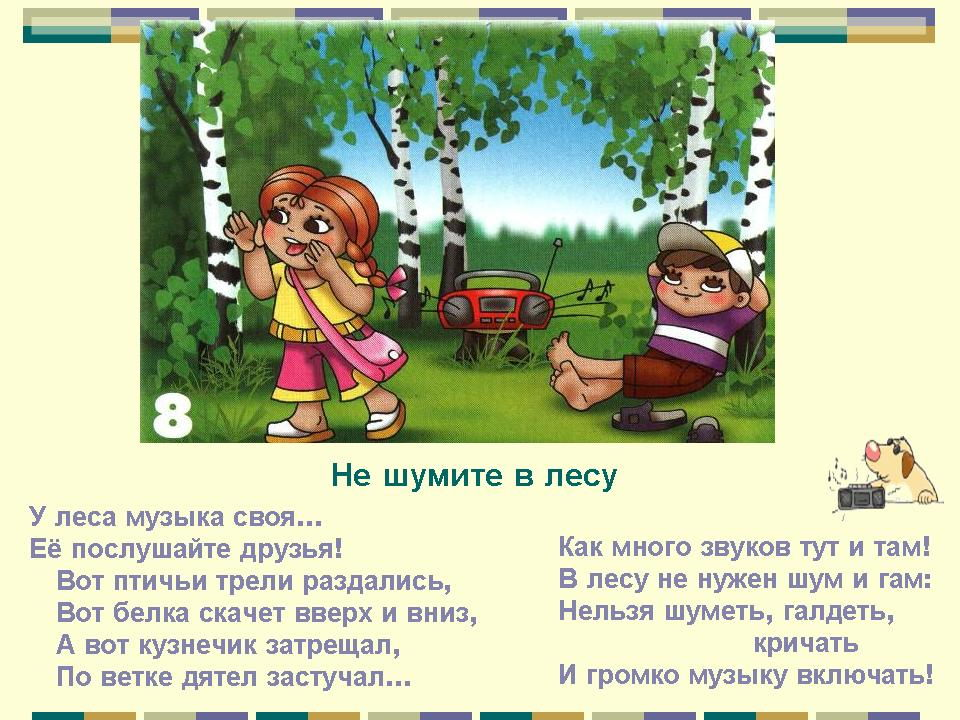 8
Не шумите в лесу
У леса музыка своя...
Её послушайте друзья!
Вот птичьи трели раздались,
Вот белка скачет вверх и вниз,
А вот кузнечик затрещал,
По ветке дятел застучал...
Как много звуков тут и там!
В лесу не нужен шум и гам:
Нельзя шуметь, галдеть,
кричать
И громко музыку включать!